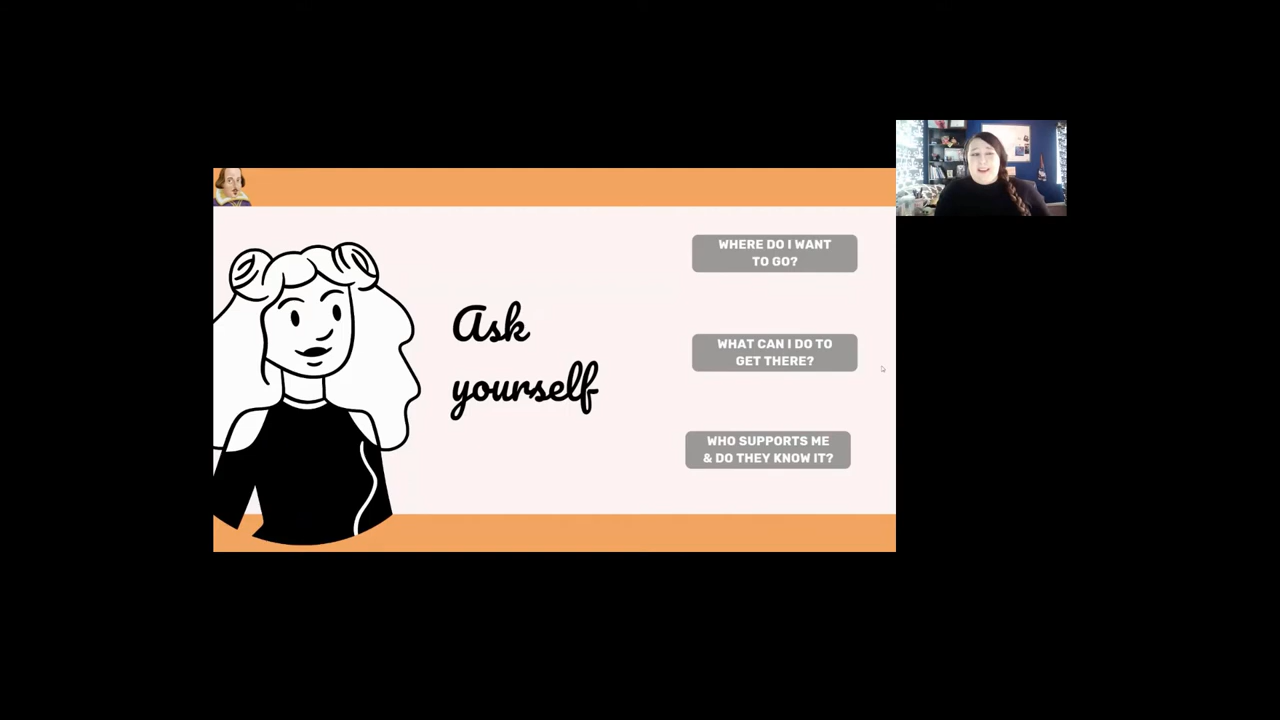 Ask
yourself
WHERE DO I WANT
TO GO?
WHAT CAN I DO TO
GET THERE?
WHO SUPPORTS ME
& DO THEY KNOW IT?